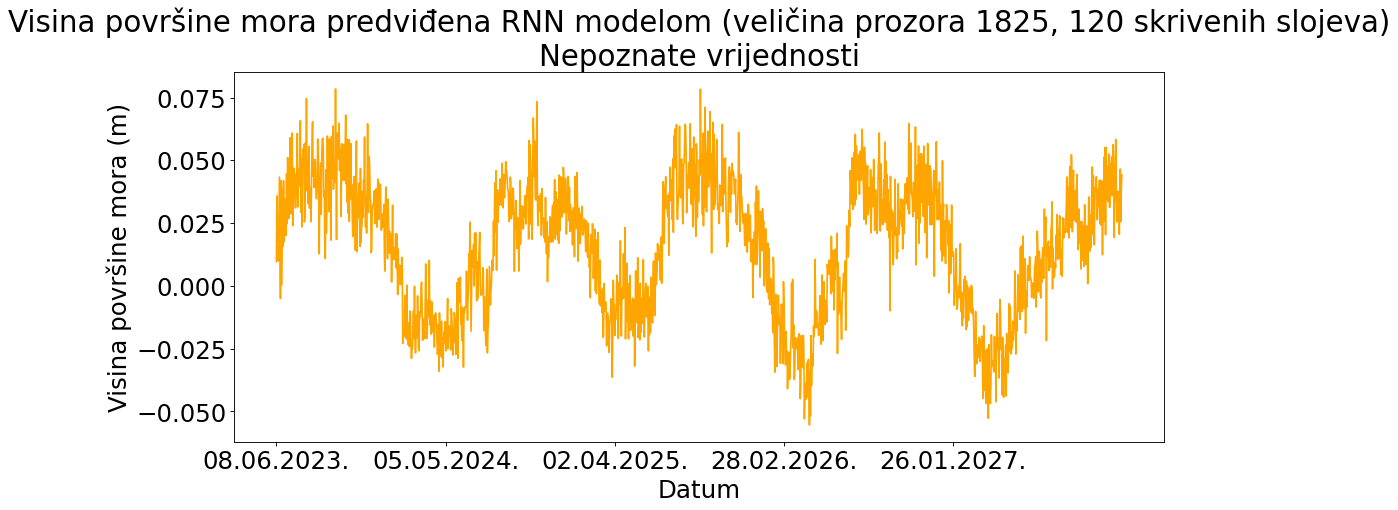 Visina površine mora predviđena RNN modelom (veličina prozora 1825, 120 skrivenih slojeva)
Nepoznate vrijednosti
Visina površine mora (m)
0.075
0.050
0.025
0.000
−0.025
−0.050
08.06.2023. 05.05.2024. 02.04.2025. 28.02.2026. 26.01.2027.
Datum